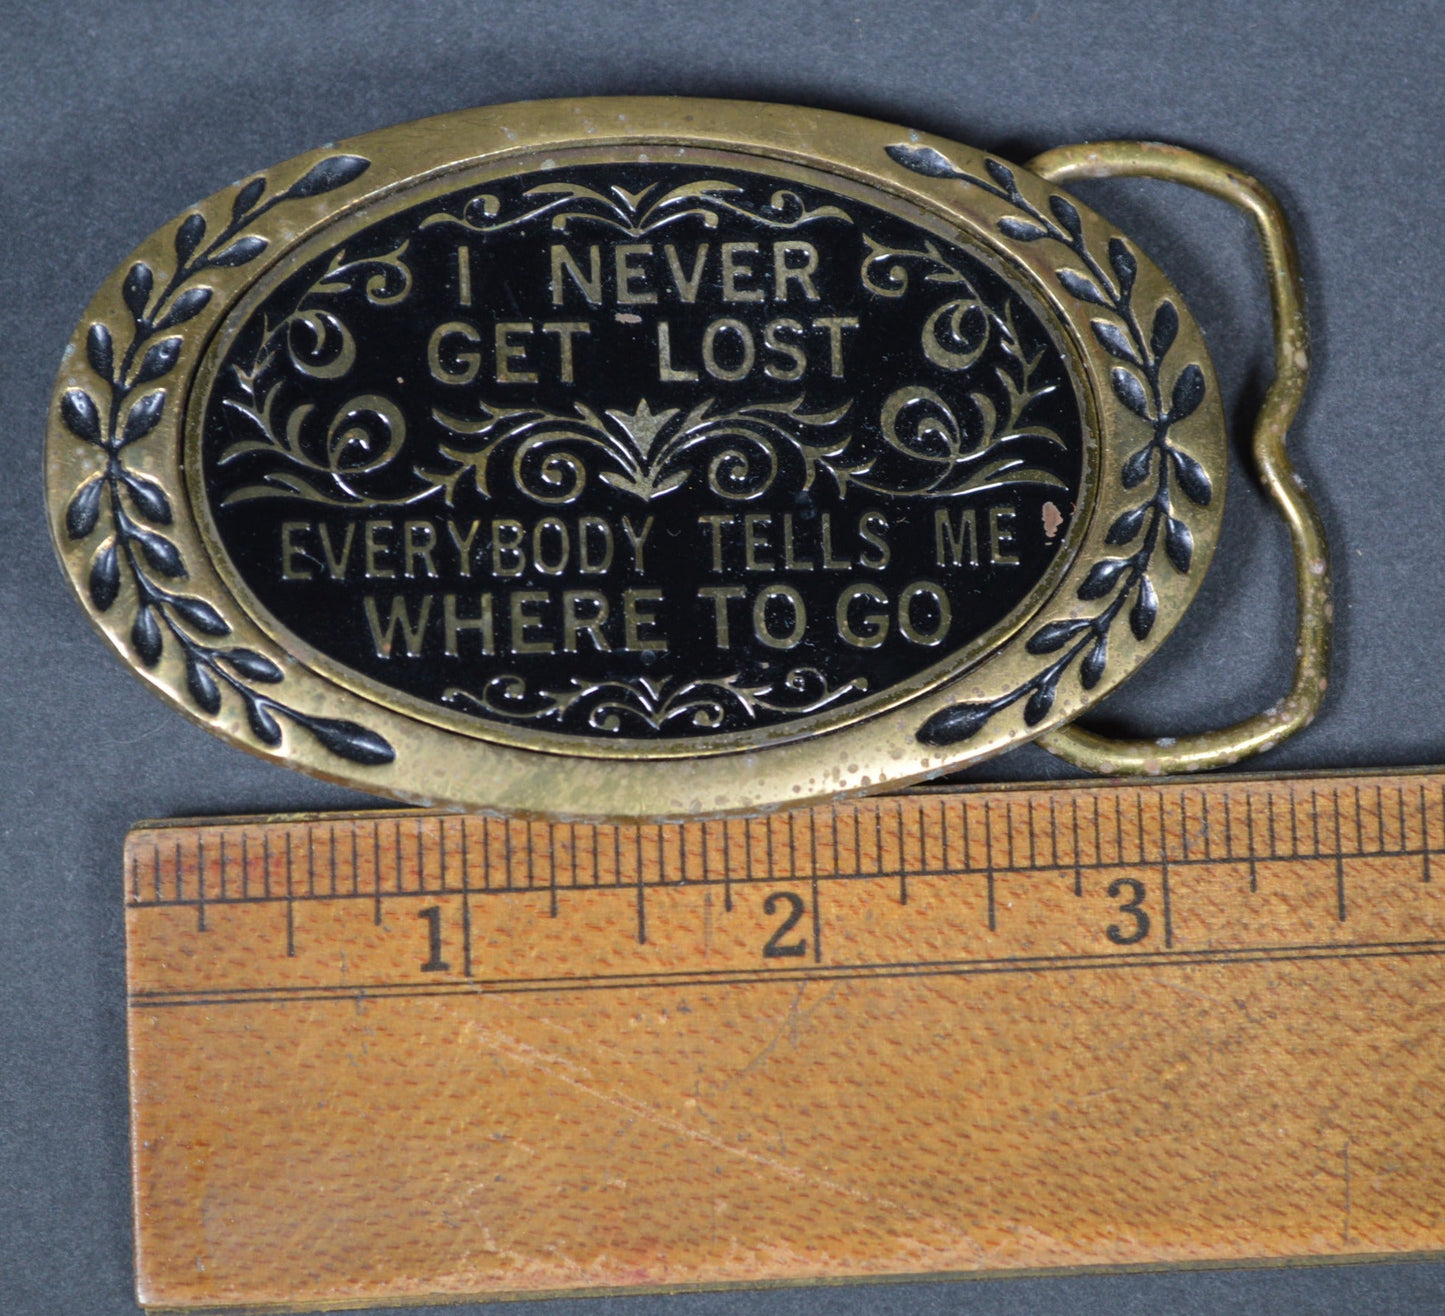 I NEVER
GET LOST
EVERYBODY TELLS ME
WHERE TO GO
1 2 3